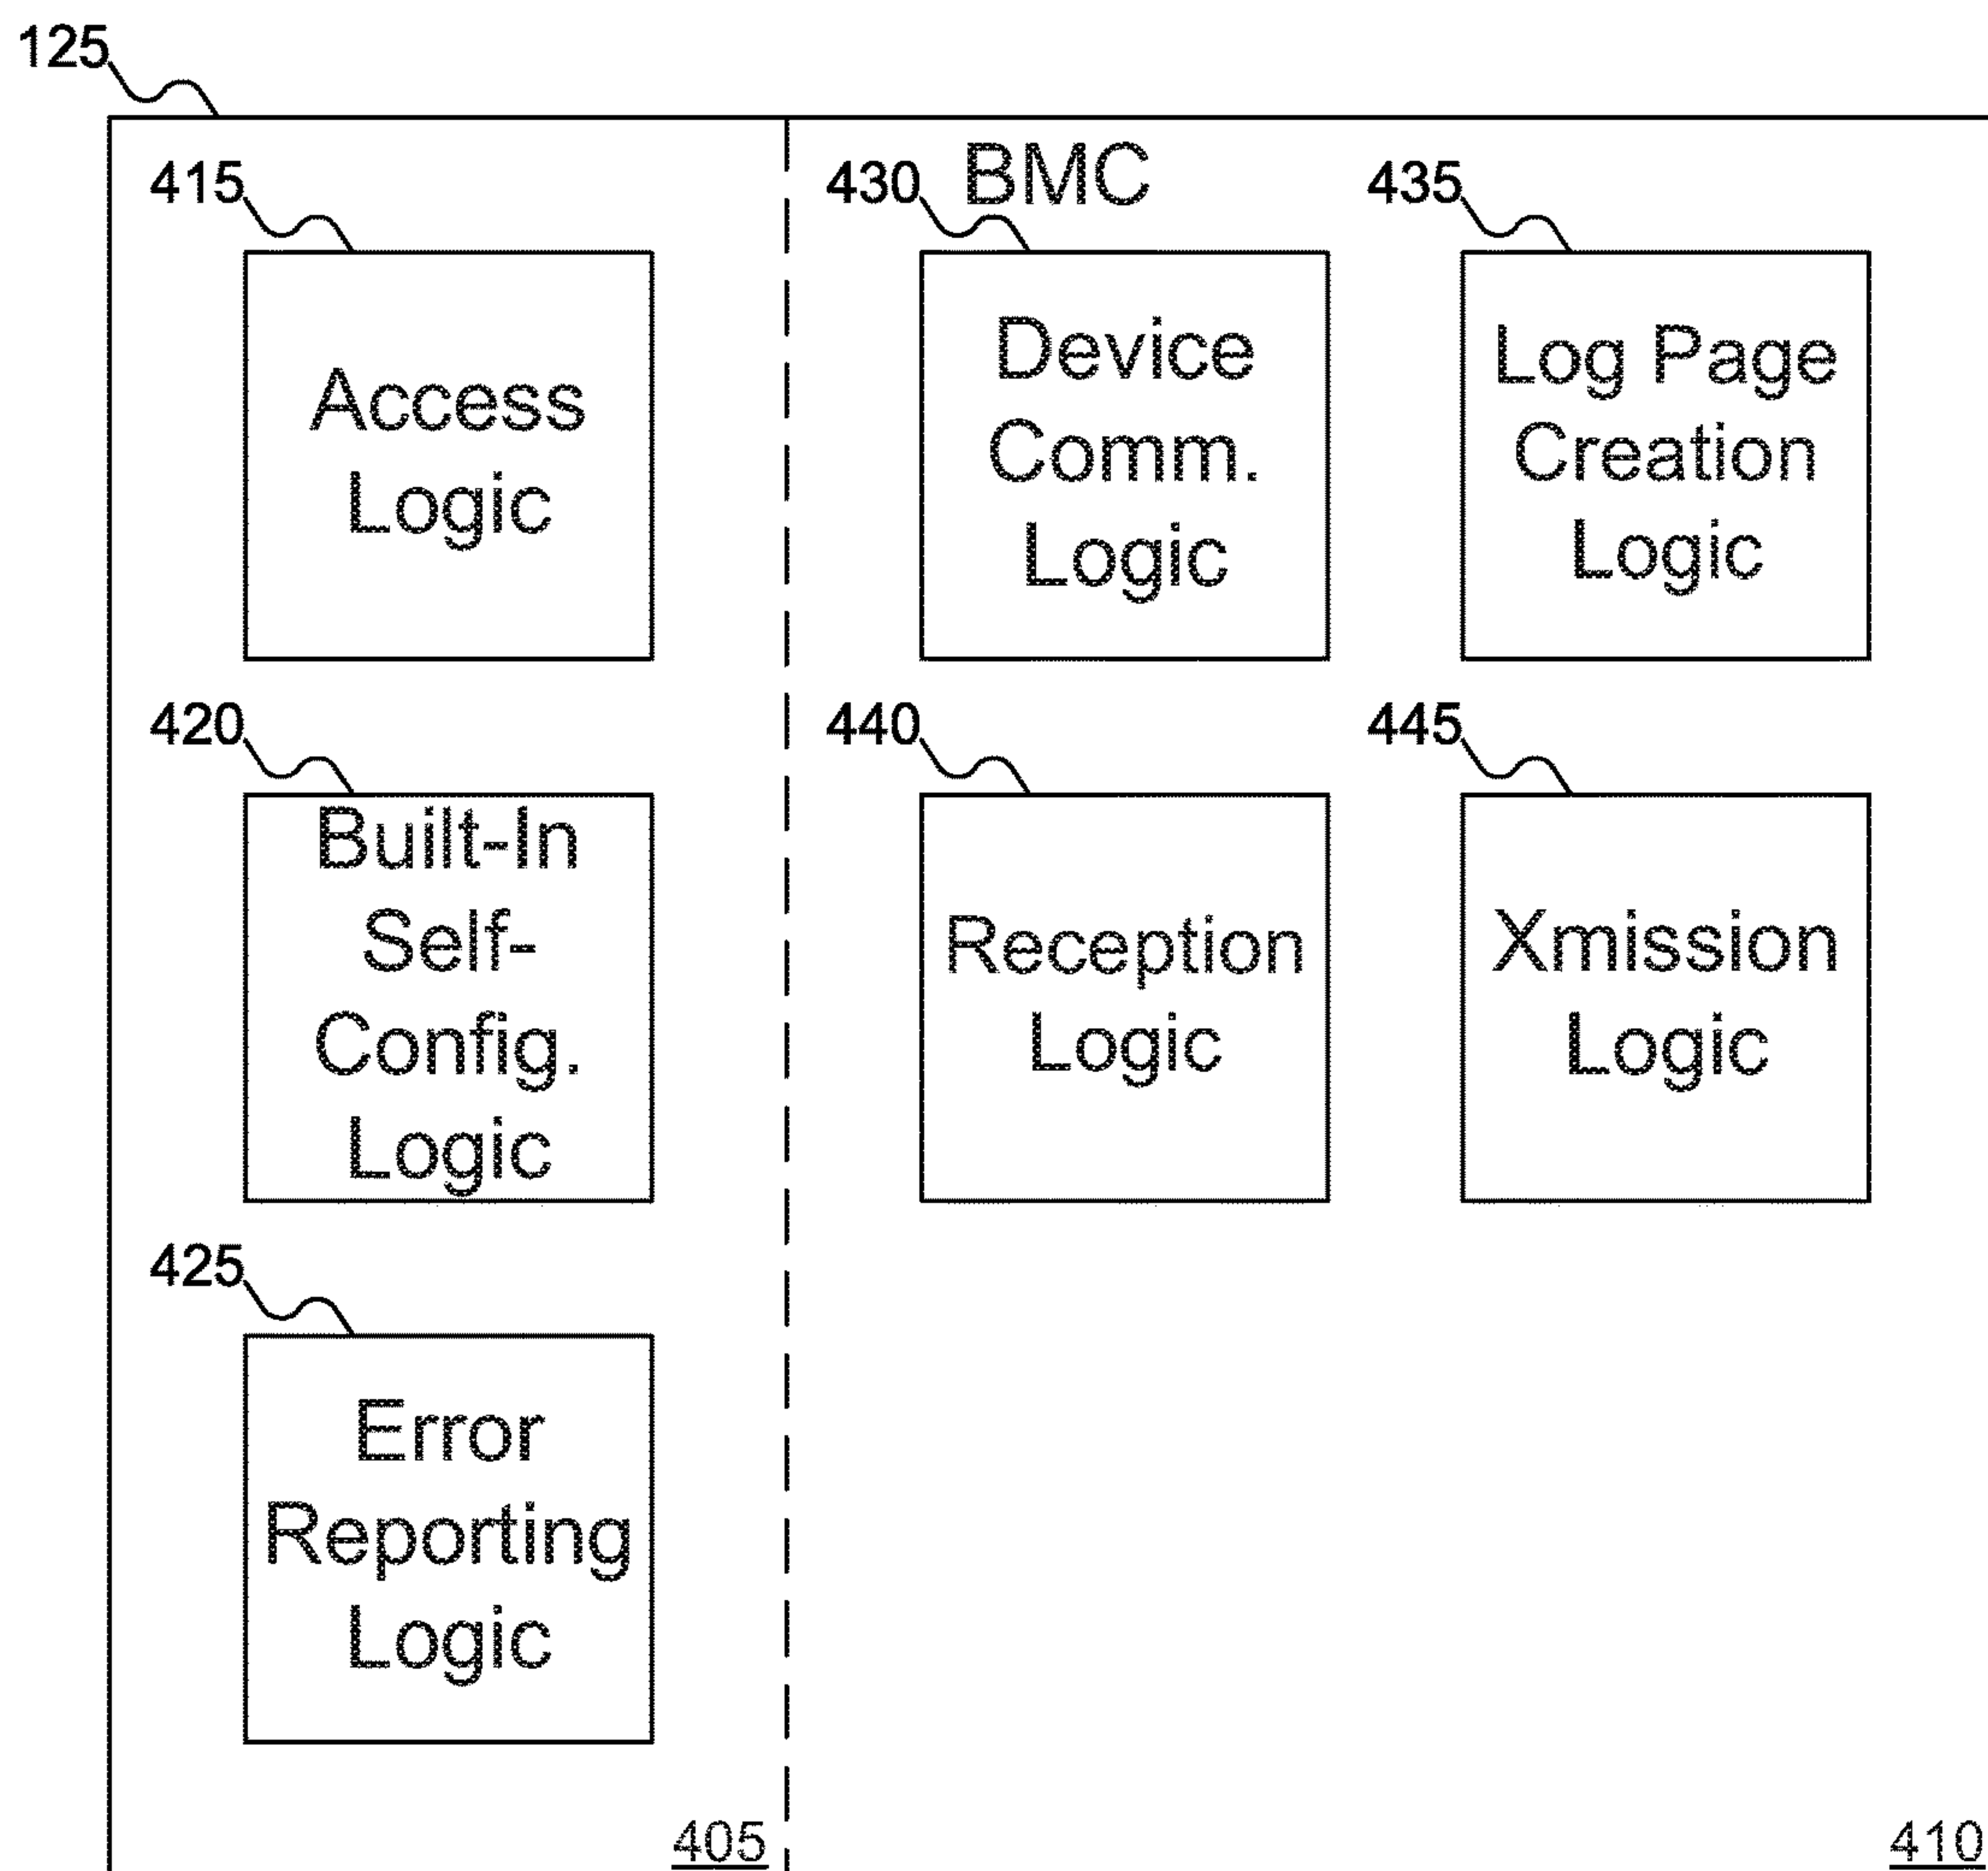 125
BMC
415
Access
Logic
430
Device
Comm.
Logic
435
Log Page
Creation
Logic
420
Built-In
Self-
Config.
Logic
440
Reception
Logic
445
Xmission
Logic
425
Error
Reporting
Logic
405
410